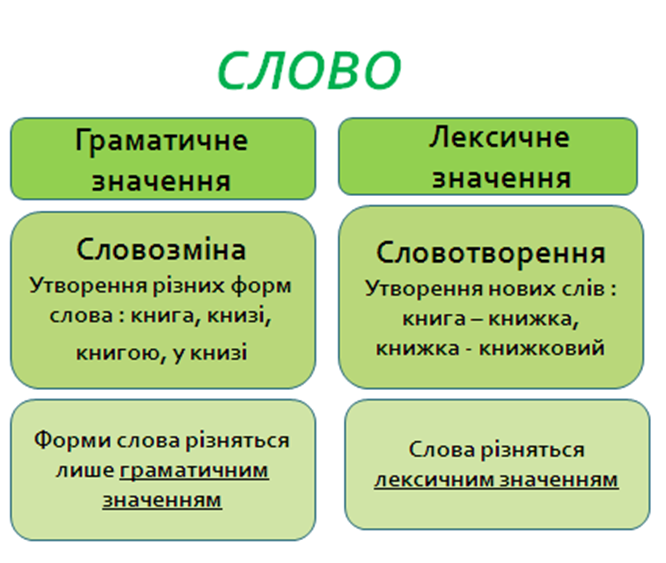 СЛОВО
Граматичне
значення
Лексичне
значення
Словозміна
Утворення різних форм
слова : книга, книзі,
книгою, у книзі
Словотворення
Утворення нових слів :
книга – книжка,
книжка - книжковий
Форми слова різняться
лише граматичним
значенням
Слова різняться
лексичним значенням